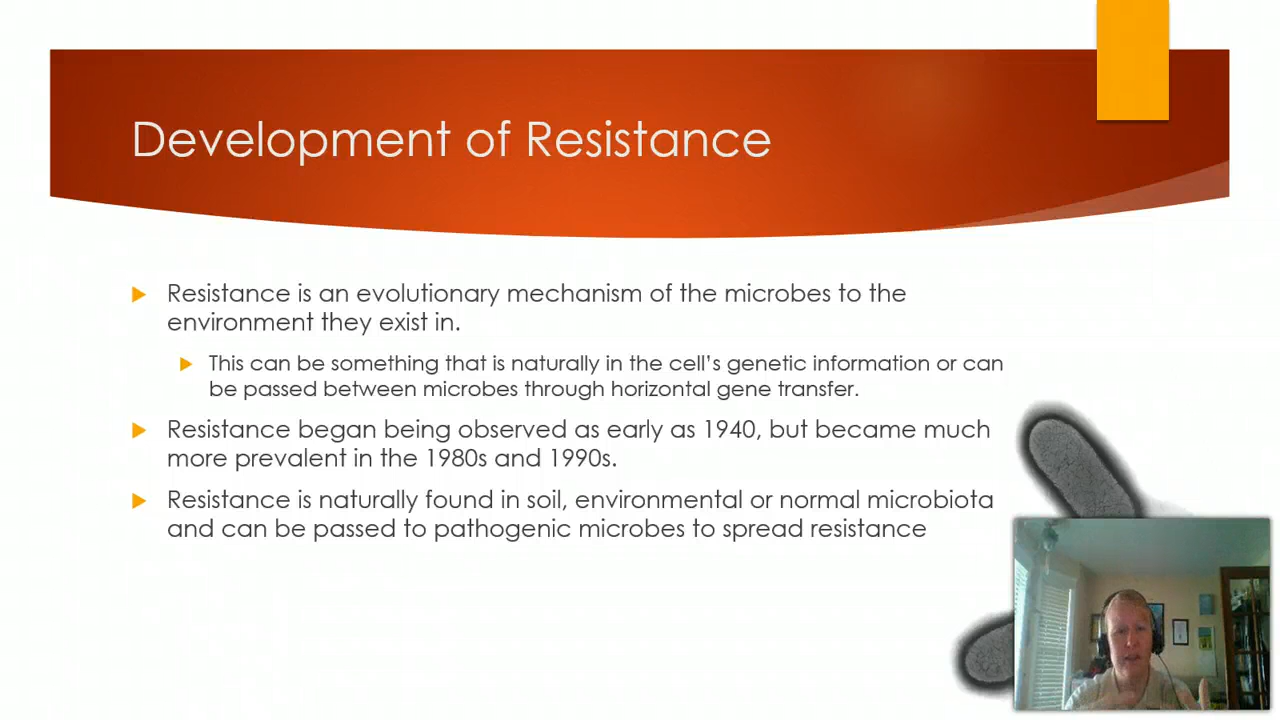 Development of Resistance
Resistance is an evolutionary mechanism of the microbes to the
environment they exist in.
This can be something that is naturally in the cell's genetic information or can
be passed between microbes through horizontal gene transfer.
Resistance began being observed as early as 1940, but became much
more prevalent in the 1980s and 1990s.
Resistance is naturally found in soil, environmental or normal microbiota
and can be passed to pathogenic microbes to spread resistance